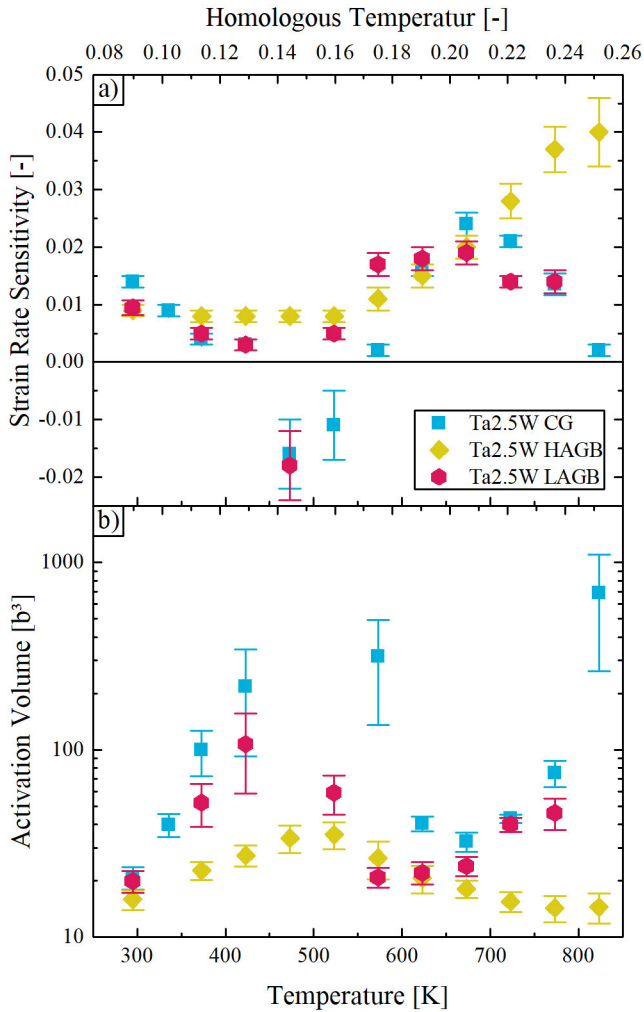 Homologous Temperatur [-]
0.08 0.10 0.12 0.14 0.16 0.18 0.20 0.22 0.24 0.26
a)
Strain Rate Sensitivity [-]
0.05
0.04
0.03
0.02
0.01
0.00
-0.01
-0.02
Ta2.5W CG
Ta2.5W HAGB
Ta2.5W LAGB
b)
Activation Volume [b³]
1000
100
10
300 400 500 600 700 800
Temperature [K]